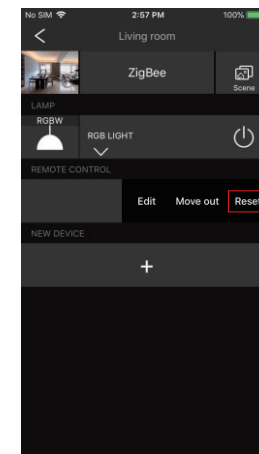 No SIM 2:57 PM 100%
Living room
ZigBee
Scene
LAMP
RGBW
RGB LIGHT
REMOTE CONTROL
Edit Move out Reset
NEW DEVICE
+